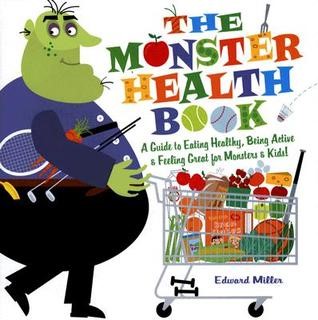 THE
MONSTER
HEALTH
BOOK
A Guide to Eating Healthy, Being Active
& Feeling Great for Monsters & Kids!
Edward Miller